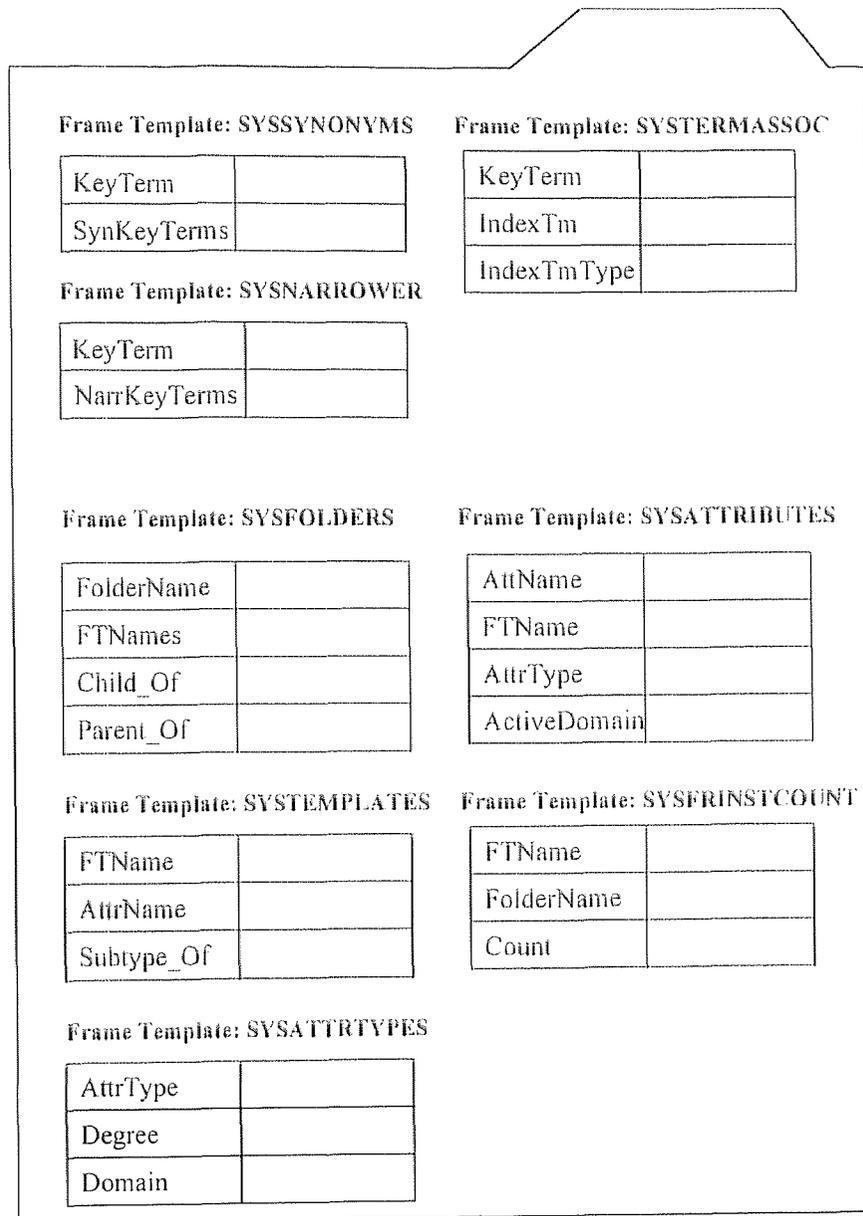 Frame Template: SYSSYNONYMS
KeyTerm
SynKeyTerms
Frame Template: SYSTERMASSOC
KeyTerm
IndexTm
IndexTmType
Frame Template: SYSNARROWER
KeyTerm
NarrKeyTerms
Frame Template: SYSFOLDERS
FolderName
FTNames
Child_Of
Parent_Of
Frame Template: SYSATTRIBUTES
AttName
FTName
AttrType
ActiveDomain
Frame Template: SYSTEMPLATES
FTName
AttrName
Subtype_Of
Frame Template: SYSFRINSTCOUNT
FTName
FolderName
Count
Frame Template: SYSATTRTYPES
AttrType
Degree
Domain